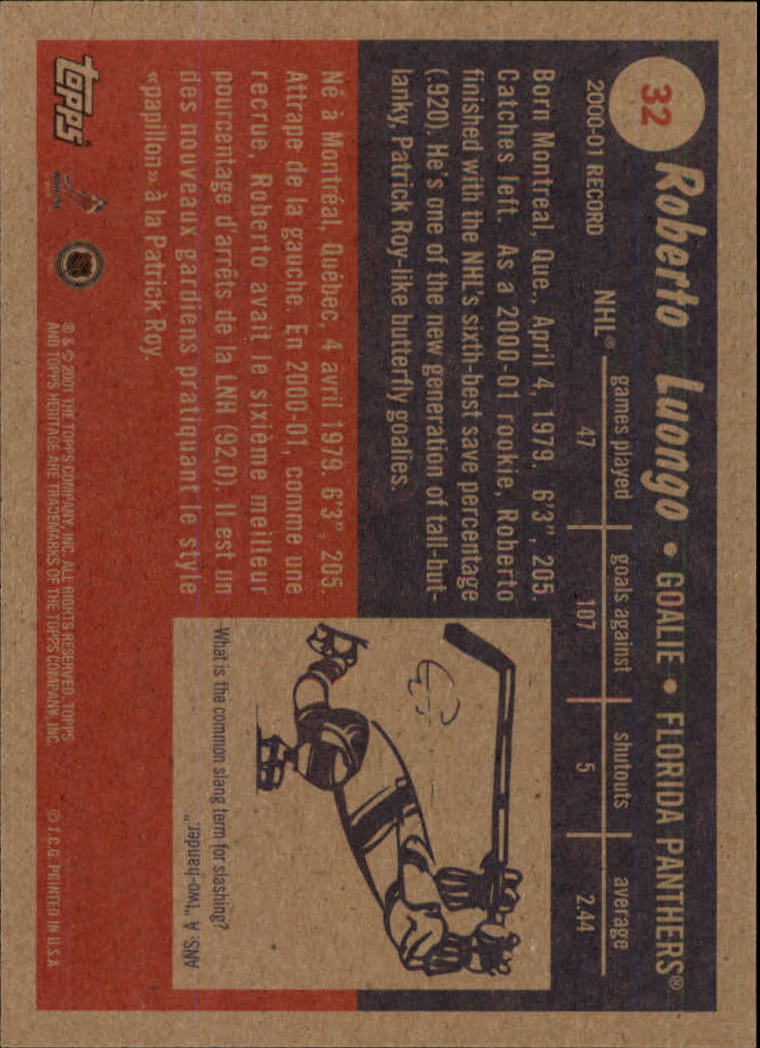 32
Roberto Luongo • GOALIE • FLORIDA PANTHERS®
2000-01 RECORD
games played goals against shutouts average
NHL® 47 107 5 2.44
Born Montreal, Que., April 4, 1979. 6'3", 205.
Catches left. As a 2000-01 rookie, Roberto
finished with the NHL's sixth-best save percentage
(.920). He's one of the new generation of tall-but-
lanky, Patrick Roy-like butterfly goalies.
Né à Montréal, Québec, 4 avril 1979. 6'3", 205.
Attrape de la gauche. En 2000-01, comme une
recrue, Roberto avait le sixième meilleur
pourcentage d'arrêts de la LNH (92.0). Il est un
des nouveaux gardiens pratiquant le style
«papillon» à la Patrick Roy.
What is the common slang term for slashing?
ANS: A "two-hander."
topps
® & © 2001 THE TOPPS COMPANY, INC. ALL RIGHTS RESERVED. TOPPS
AND TOPPS HERITAGE ARE TRADEMARKS OF THE TOPPS COMPANY, INC.
© T.C.G. PRINTED IN U.S.A